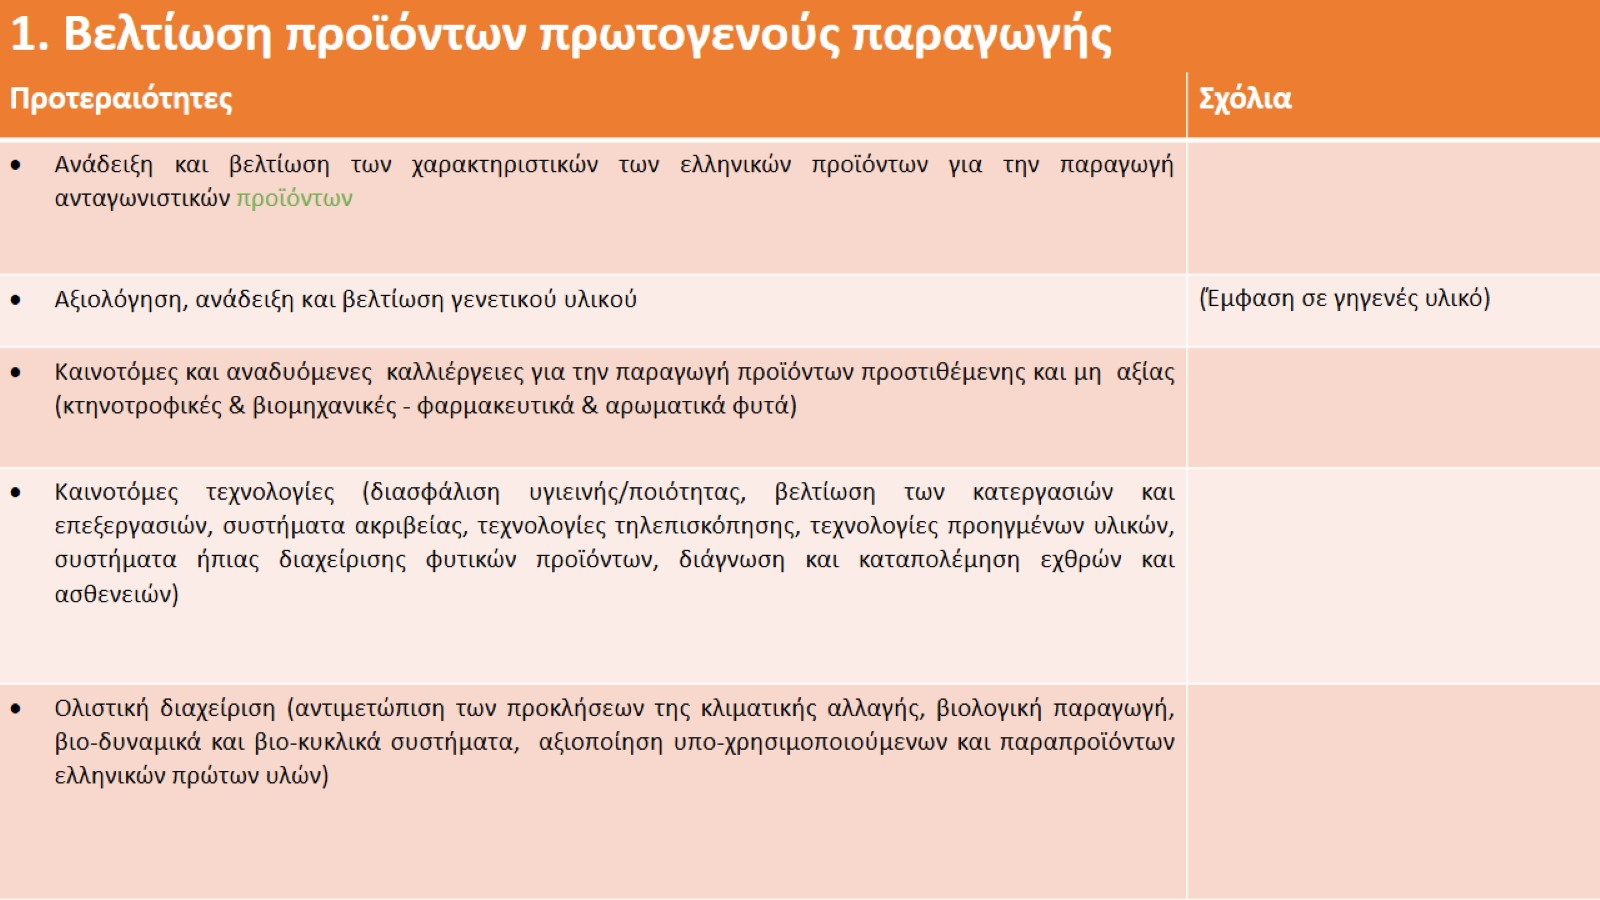 1. Βελτίωση προϊόντων πρωτογενούς παραγωγής
Προτεραιότητες
Σχόλια
• Ανάδειξη και βελτίωση των χαρακτηριστικών των ελληνικών προϊόντων για την παραγωγή
ανταγωνιστικών προϊόντων
• Αξιολόγηση, ανάδειξη και βελτίωση γενετικού υλικού
(Έμφαση σε γηγενές υλικό)
• Καινοτόμες και αναδυόμενες καλλιέργειες για την παραγωγή προϊόντων προστιθέμενης και μη αξίας
(κτηνοτροφικές & βιομηχανικές - φαρμακευτικά & αρωματικά φυτά)
• Καινοτόμες τεχνολογίες (διασφάλιση υγιεινής/ποιότητας, βελτίωση των κατεργασιών και
επεξεργασιών, συστήματα ακριβείας, τεχνολογίες τηλεπισκόπησης, τεχνολογίες προηγμένων υλικών,
συστήματα ήπιας διαχείρισης φυτικών προϊόντων, διάγνωση και καταπολέμηση εχθρών και
ασθενειών)
• Ολιστική διαχείριση (αντιμετώπιση των προκλήσεων της κλιματικής αλλαγής, βιολογική παραγωγή,
βιο-δυναμικά και βιο-κυκλικά συστήματα, αξιοποίηση υπο-χρησιμοποιούμενων και παραπροϊόντων
ελληνικών πρώτων υλών)